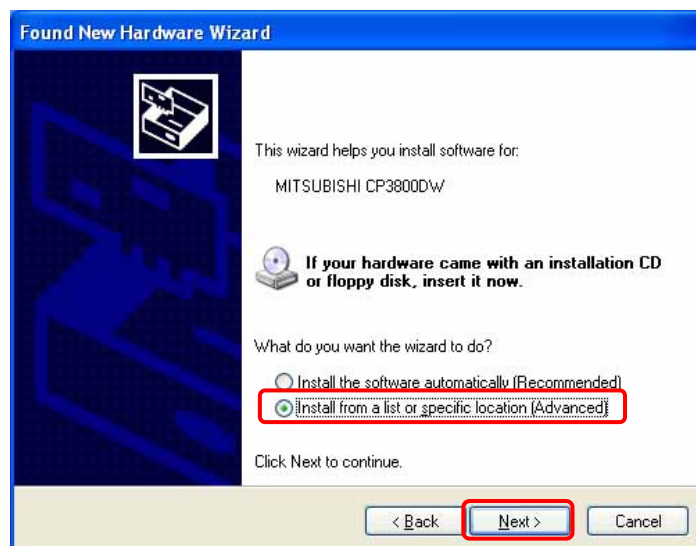 Found New Hardware Wizard
This wizard helps you install software for:
MITSUBISHI CP3800DW
If your hardware came with an installation CD
or floppy disk, insert it now.
What do you want the wizard to do?
Install the software automatically (Recommended)
Install from a list or specific location (Advanced)
Click Next to continue.
< Back Next > Cancel